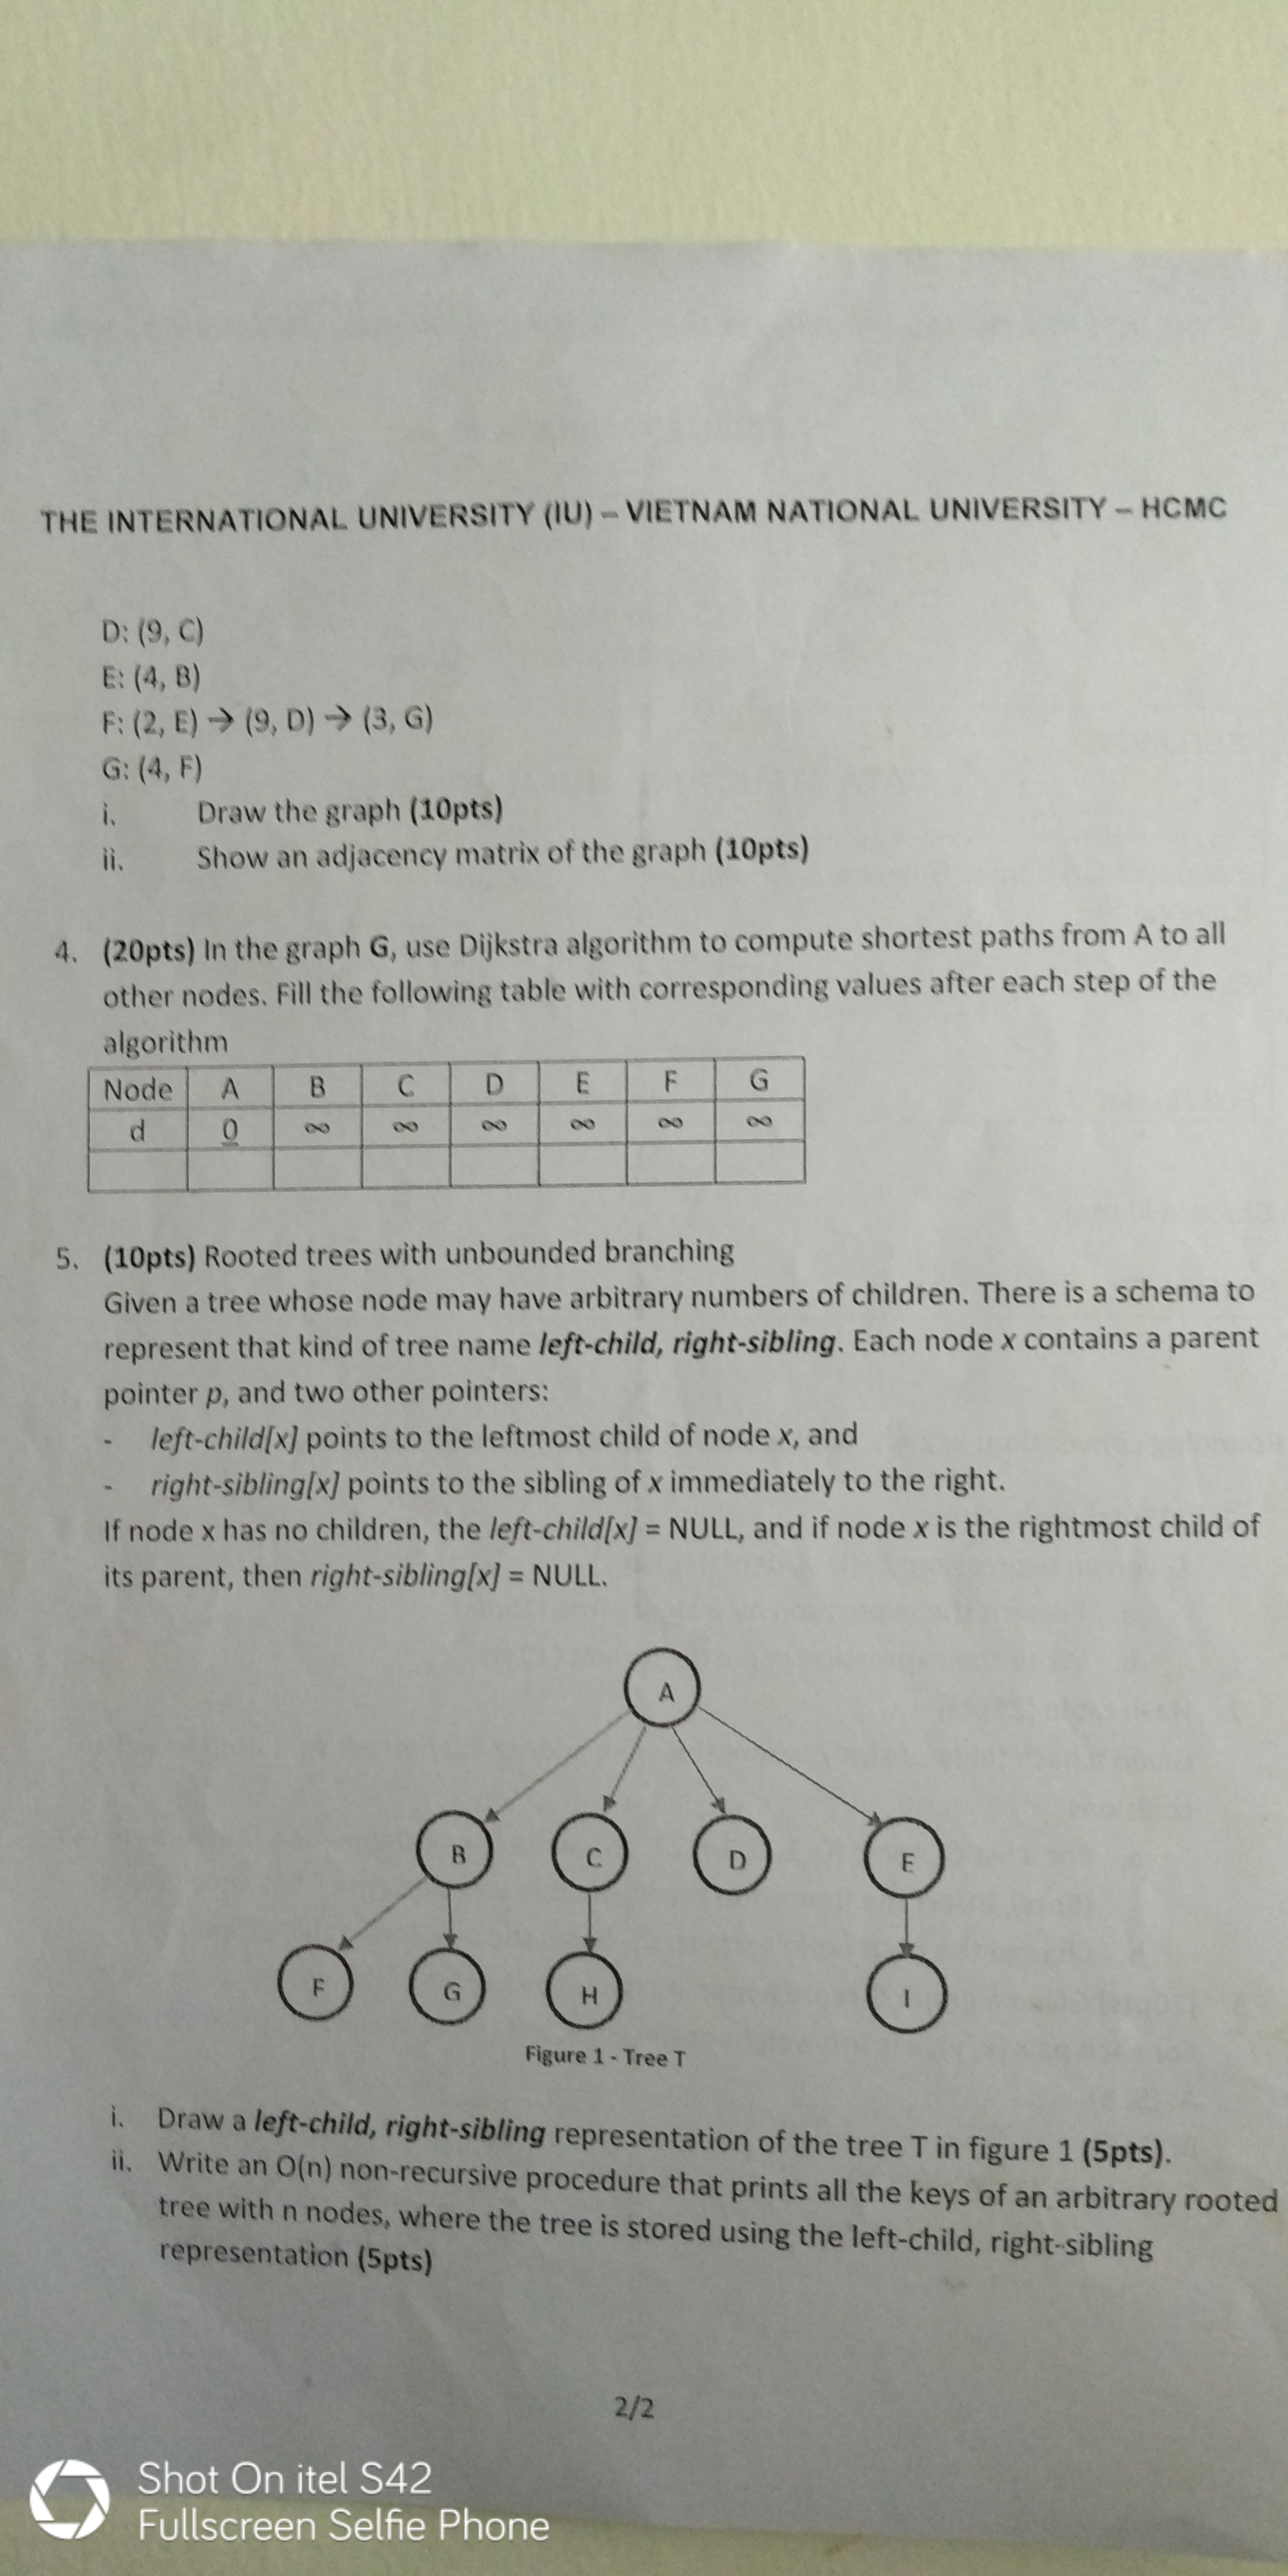 THE INTERNATIONAL UNIVERSITY (IU) – VIETNAM NATIONAL UNIVERSITY – HCMC
D: (9, C)
E: (4, B)
F: (2, E) → (9, D) → (3, G)
G: (4, F)
i. Draw the graph (10pts)
ii. Show an adjacency matrix of the graph (10pts)
4. (20pts) In the graph G, use Dijkstra algorithm to compute shortest paths from A to all
other nodes. Fill the following table with corresponding values after each step of the
algorithm
Node A B C D E F G
d 0 ∞ ∞ ∞ ∞ ∞ ∞
5. (10pts) Rooted trees with unbounded branching
Given a tree whose node may have arbitrary numbers of children. There is a schema to
represent that kind of tree name left-child, right-sibling. Each node x contains a parent
pointer p, and two other pointers:
- left-child[x] points to the leftmost child of node x, and
- right-sibling[x] points to the sibling of x immediately to the right.
If node x has no children, the left-child[x] = NULL, and if node x is the rightmost child of
its parent, then right-sibling[x] = NULL.
A
B C D E
F G H I
Figure 1 - Tree T
i. Draw a left-child, right-sibling representation of the tree T in figure 1 (5pts).
ii. Write an O(n) non-recursive procedure that prints all the keys of an arbitrary rooted
tree with n nodes, where the tree is stored using the left-child, right-sibling
representation (5pts)
2/2
Shot On itel S42
Fullscreen Selfie Phone